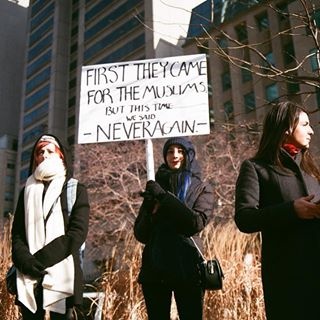 FIRST THEY CAME
FOR THE MUSLIMS
BUT THIS TIME
WE SAID
- NEVER AGAIN. -